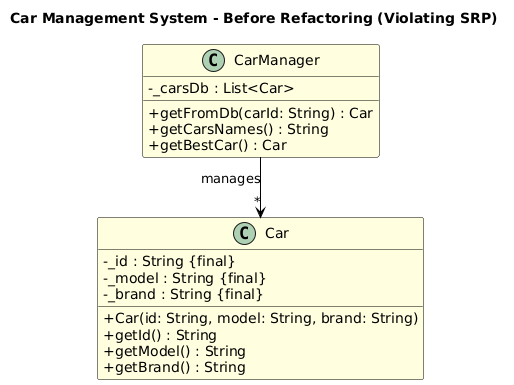 Car Management System - Before Refactoring (Violating SRP)
C CarManager
-_carsDb : List<Car>
+getFromDb(carId: String) : Car
+getCarsNames() : String
+getBestCar() : Car
manages
*
C Car
-_id : String {final}
-_model : String {final}
-_brand : String {final}
+Car(id: String, model: String, brand: String)
+getId() : String
+getModel() : String
+getBrand() : String